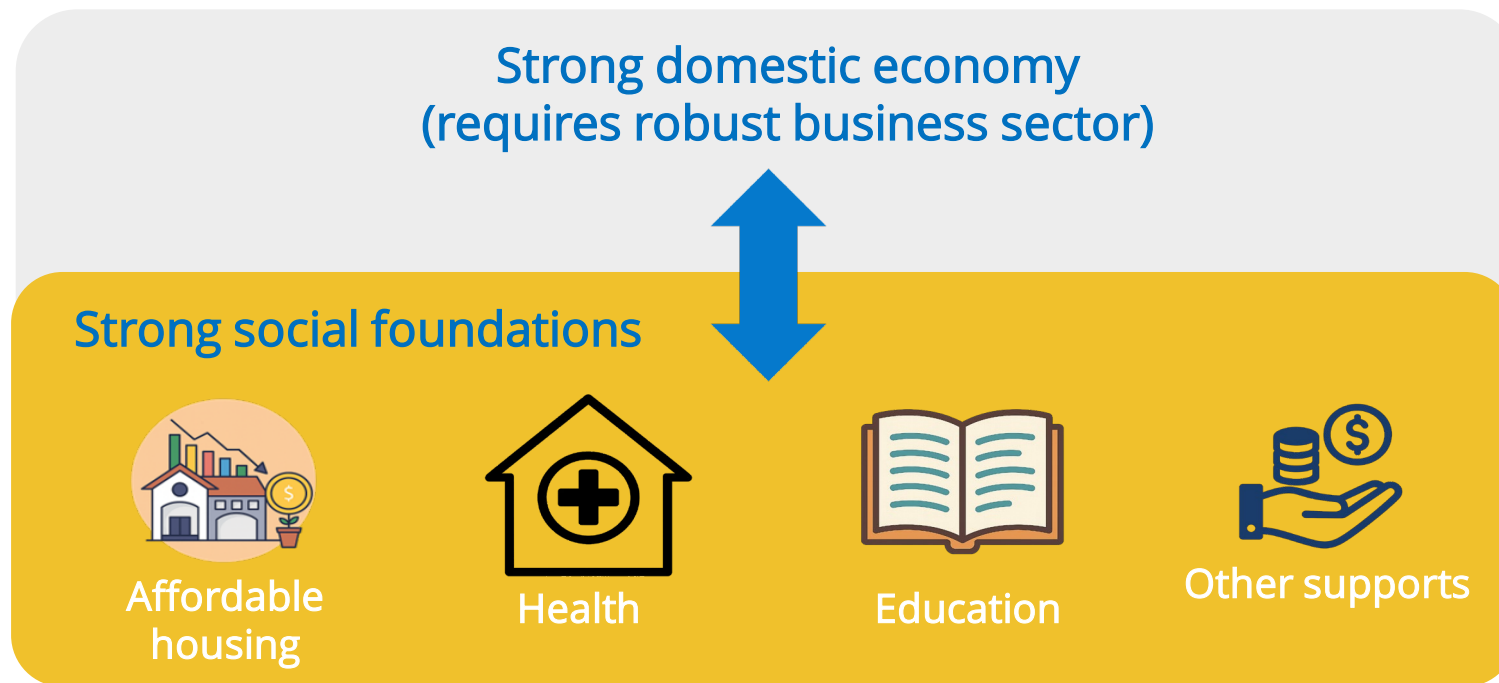 Strong domestic economy
(requires robust business sector)
Strong social foundations
$
$
Affordable
housing
Health
Education
Other supports